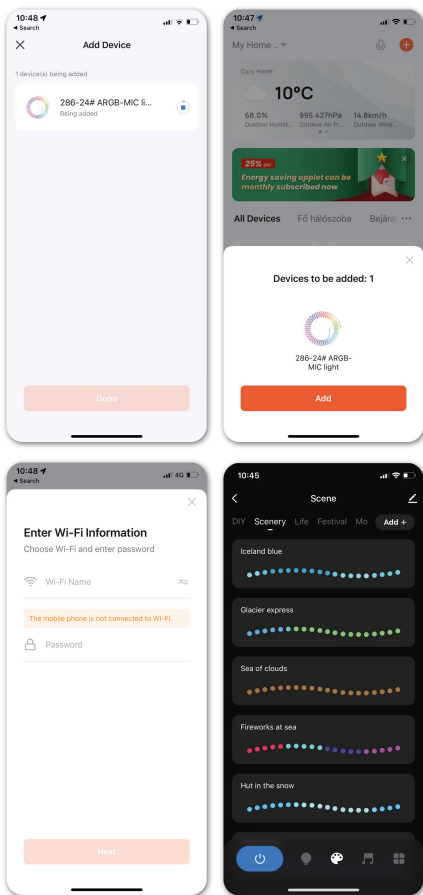 10:48
Search
Add Device
1 device(s) being added
286-24# ARGB-MIC li...
Being added
Done
10:47
Search
My Home ..
Cozy Home
10°C
68.0%
995.427hPa
14.8km/h
Outdoor Humid...
Outdoor Air Pr...
Outdoor Wind...
25% OFF
Energy saving applet can be
monthly subscribed now
All Devices
Fő hálószoba
Bejára
Devices to be added: 1
286-24# ARGB-
MIC light
Add
10:48
Search
4G
Enter Wi-Fi Information
Choose Wi-Fi and enter password
Wi-Fi Name
The mobile phone is not connected to Wi-Fi.
Password
Next
10:45
Scene
DIY Scenery Life Festival Mo Add +
Iceland blue
Glacier express
Sea of clouds
Fireworks at sea
Hut in the snow